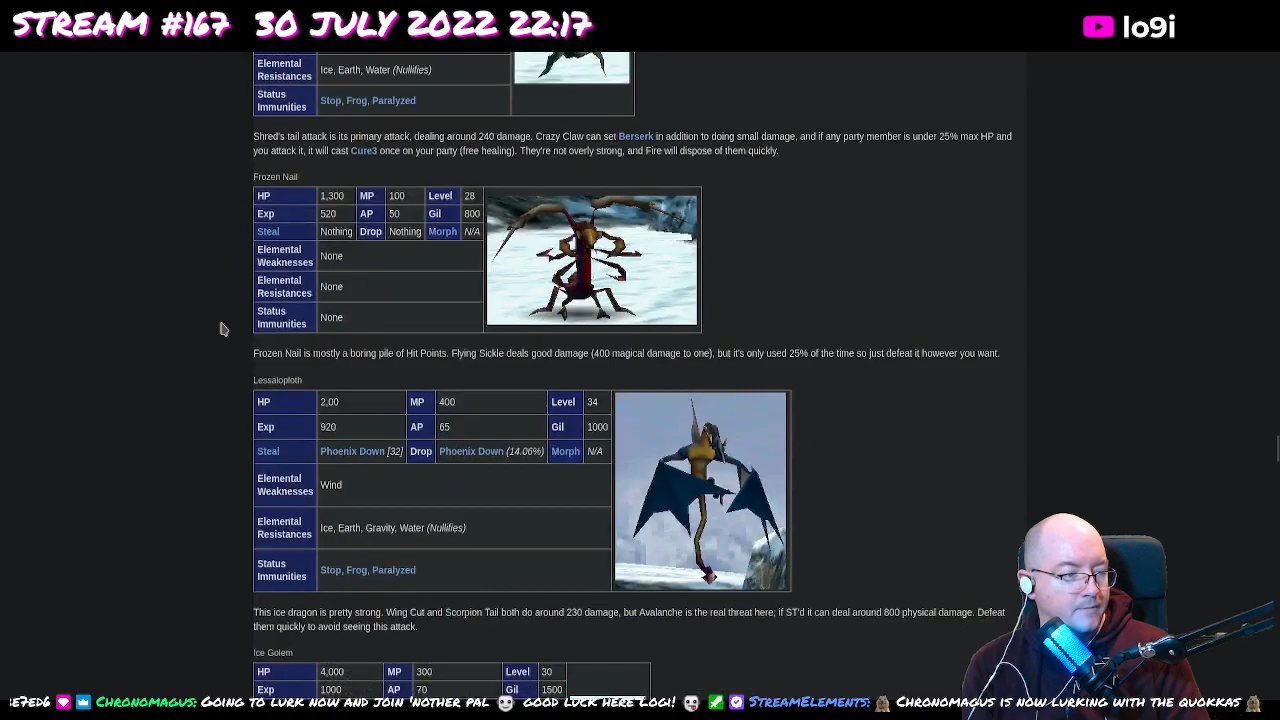 STREAM #167 30 JULY 2022 22:17
lo9i
Elemental Resistances Ice, Earth, Water (Nullifies)
Status Immunities Stop, Frog, Paralyzed
Shred's tail attack is its primary attack, dealing around 240 damage. Crazy Claw can set Berserk in addition to doing small damage, and if any party member is under 25% max HP and
you attack it, it will cast Cure3 once on your party (free healing). They're not overly strong, and Fire will dispose of them quickly.
Frozen Nail
HP 1,300 MP 100 Level 28
Exp 520 AP 50 Gil 800
Steal Nothing Drop Nothing Morph N/A
Elemental Weaknesses None
Elemental Resistances None
Status Immunities None
Frozen Nail is mostly a boring pile of Hit Points. Flying Sickle deals good damage (400 magical damage to one), but it's only used 25% of the time so just defeat it however you want.
Lessaloploth
HP 2,00 MP 400 Level 34
Exp 920 AP 65 Gil 1000
Steal Phoenix Down [32] Drop Phoenix Down (14.06%) Morph N/A
Elemental Weaknesses Wind
Elemental Resistances Ice, Earth, Gravity, Water (Nullifies)
Status Immunities Stop, Frog, Paralyzed
This ice dragon is pretty strong. Wing Cut and Scorpion Tail both do around 230 damage, but Avalanche is the real threat here; if ST'd it can deal around 800 physical damage. Defeat
them quickly to avoid seeing this attack.
Ice Golem
HP 4,000 MP 300 Level 30
Exp 1000 AP 70 Gil 1500
CHRONOMAGUS: GOING TO LURK NOW AND JOIN 'NOTHER PAL GOOD LUCK HERE LOGI! STREAMELEMENTS: CHRONOMAGUS IS NOW LURKING WITH THE QUOKKAS